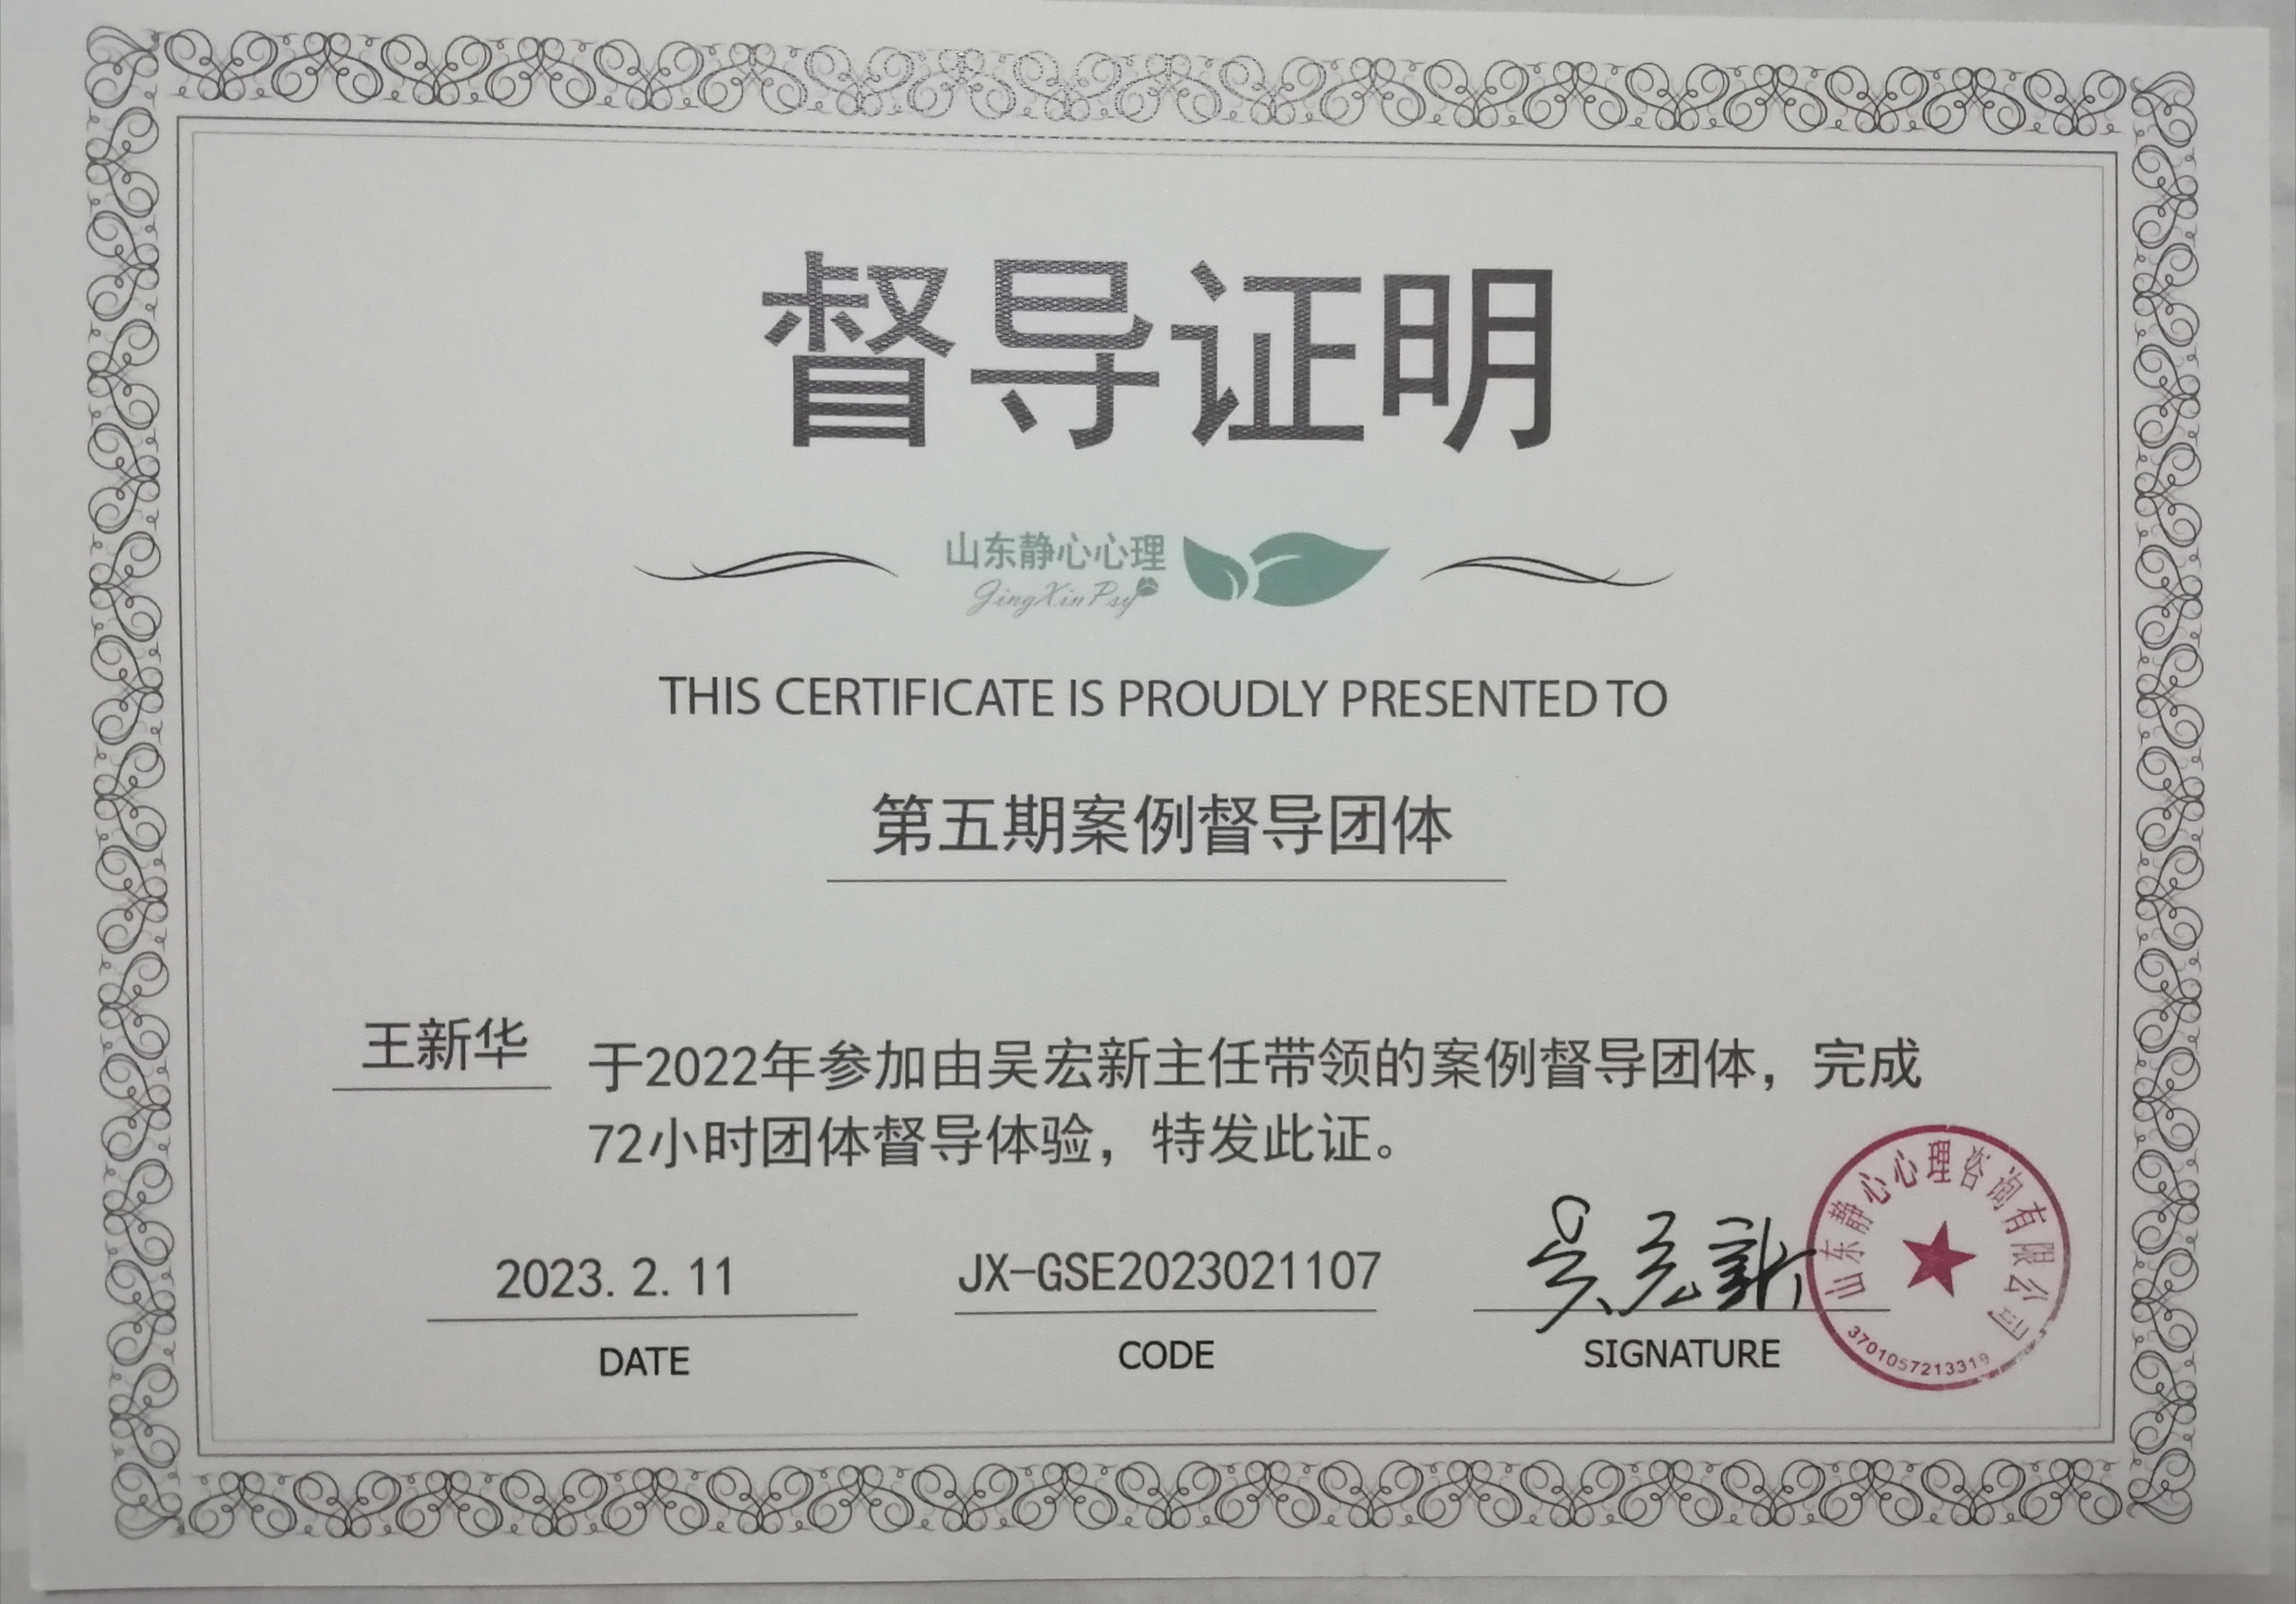 督导证明
山东静心心理
JingXinPsy
THIS CERTIFICATE IS PROUDLY PRESENTED TO
第五期案例督导团体
王新华 于2022年参加由吴宏新主任带领的案例督导团体，完成
72小时团体督导体验，特发此证。
2023.2.11
DATE
JX-GSE2023021107
CODE
吴宏新
SIGNATURE
山东静心心理咨询有限公司
3701057213319